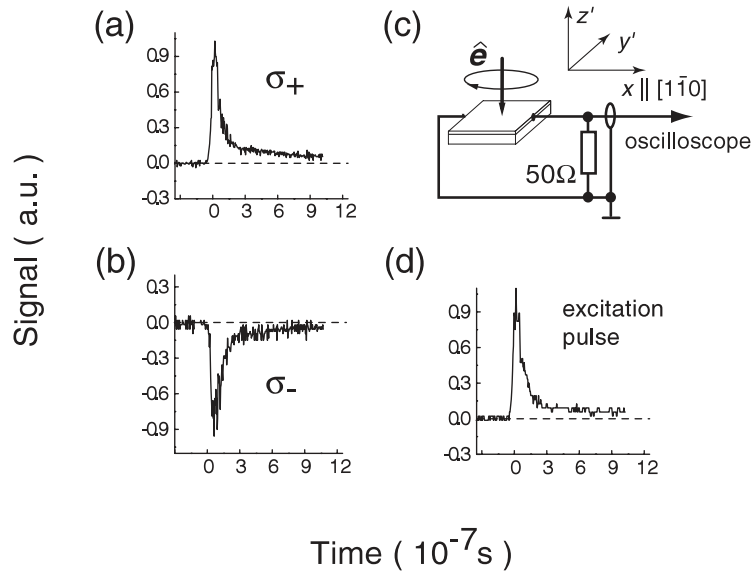 (a)
σ+
0.9
0.6
0.3
0.0
-0.3
0 3 6 9 12
(b)
σ-
0.3
0.0
-0.3
-0.6
-0.9
0 3 6 9 12
(c)
ê
z'
y'
x || [11̄0]
oscilloscope
50Ω
(d)
excitation
pulse
0.9
0.6
0.3
0.0
-0.3
0 3 6 9 12
Signal ( a.u. )
Time ( 10⁻⁷s )